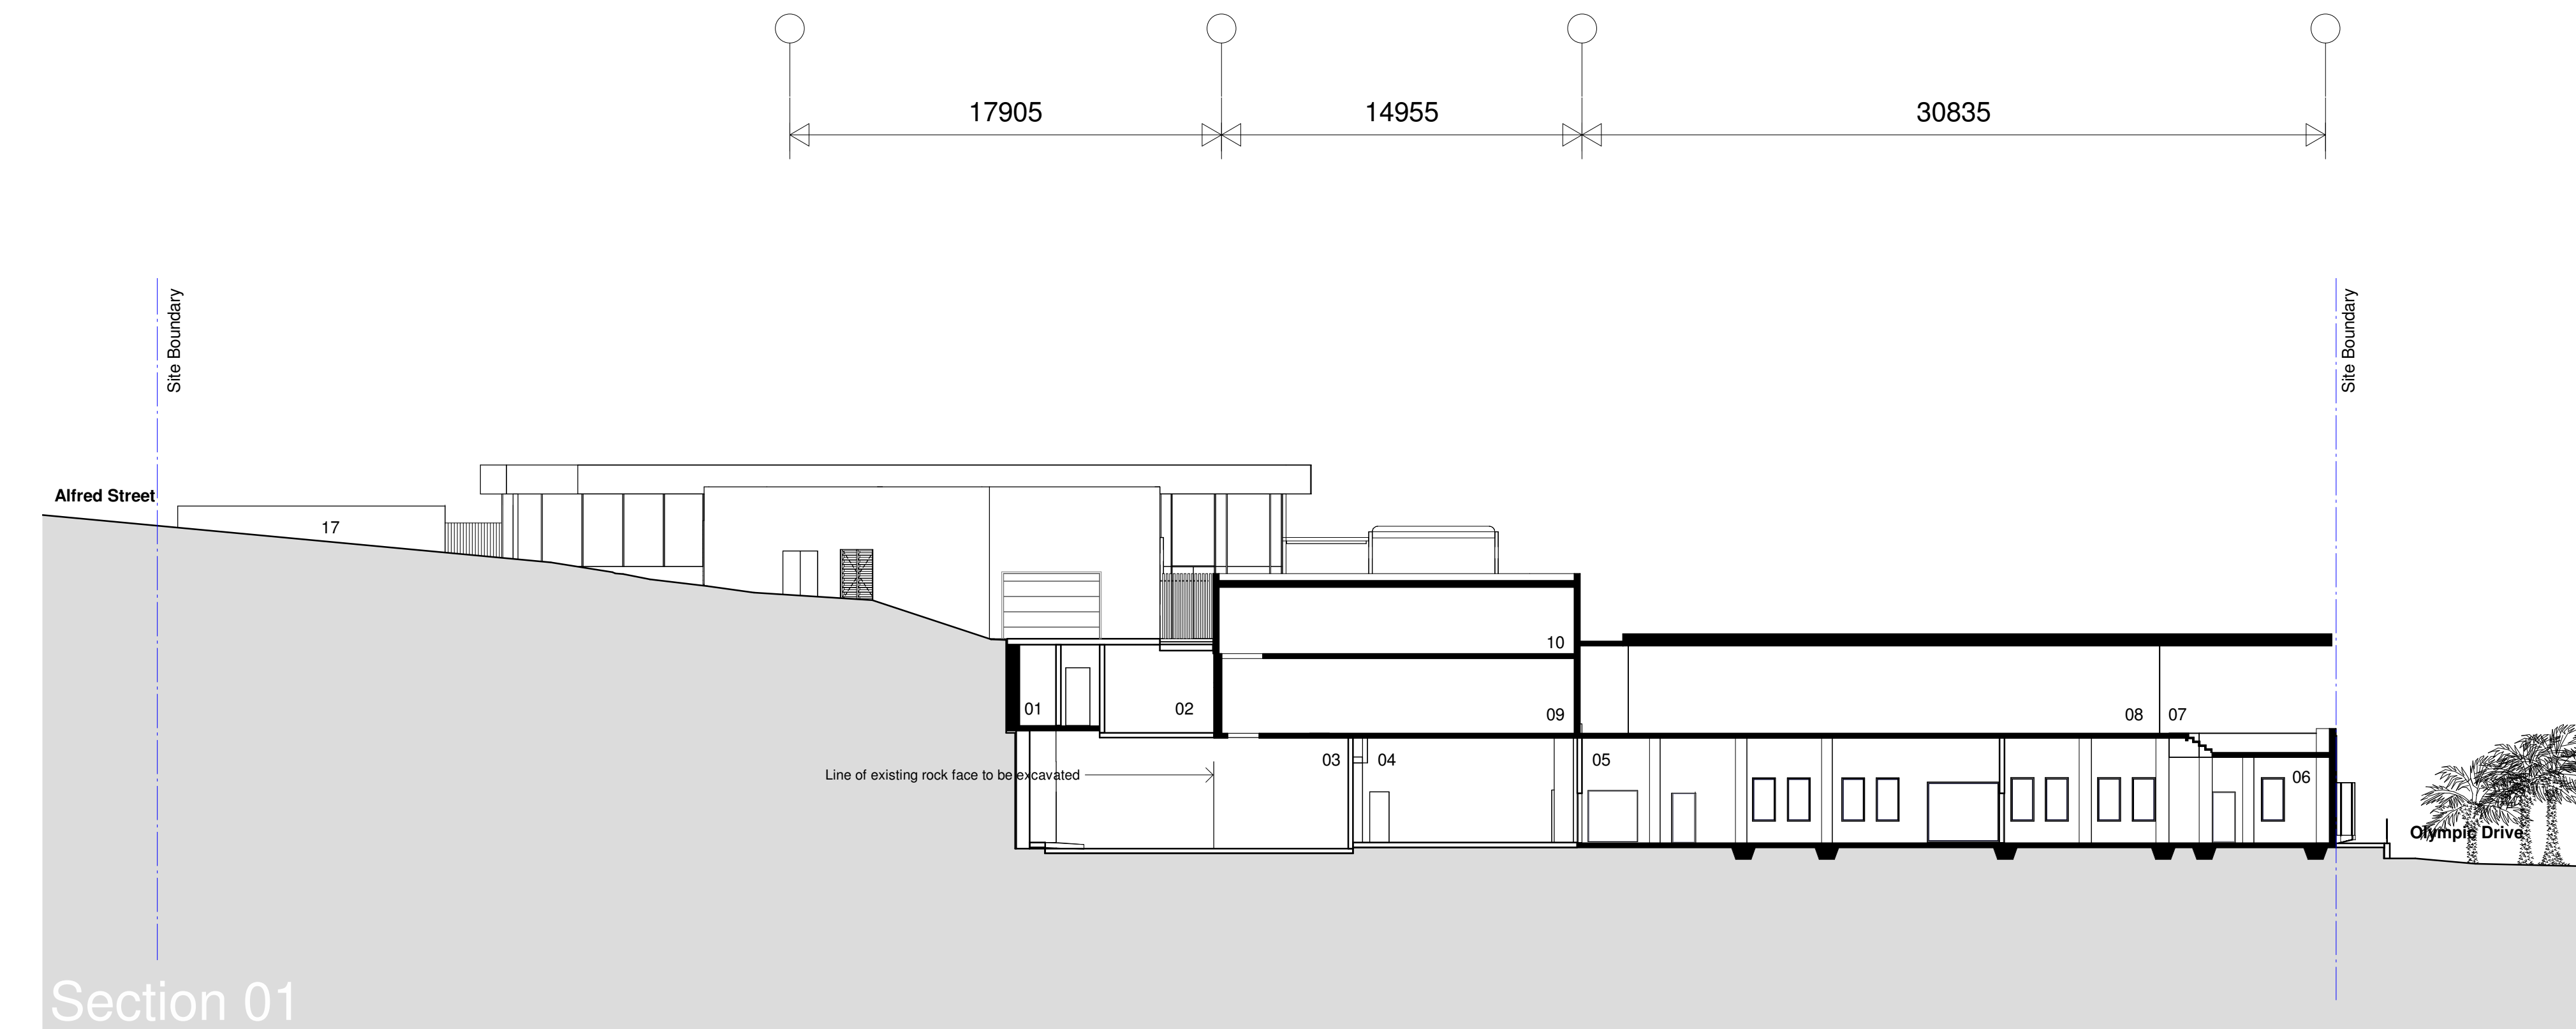 17905
14955
30835
Site Boundary
Site Boundary
Alfred Street
17
10
01
02
09
08
07
03
04
05
06
Line of existing rock face to be excavated
Olympic Drive
Section 01